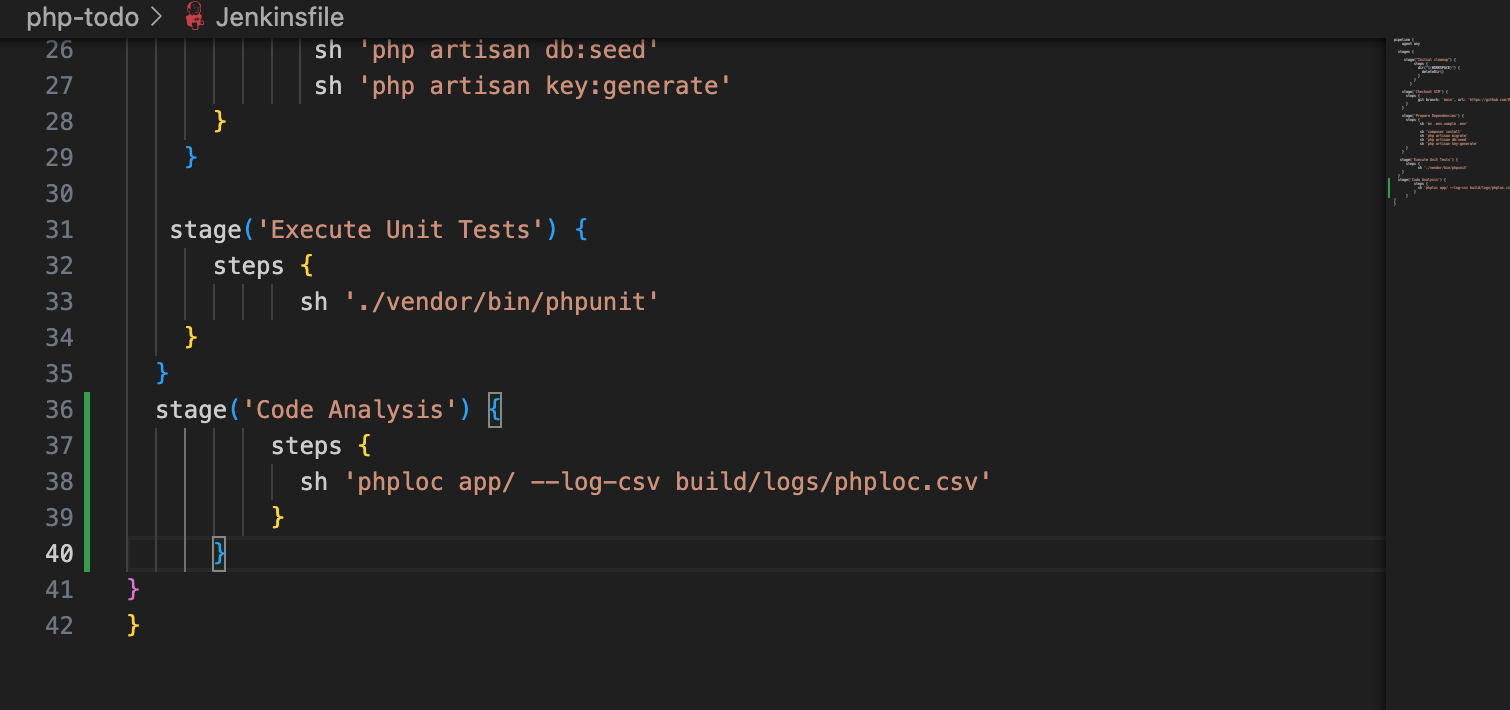 php-todo > Jenkinsfile
26 sh 'php artisan db:seed'
27 sh 'php artisan key:generate'
28 }
29 }
30
31 stage('Execute Unit Tests') {
32 steps {
33 sh './vendor/bin/phpunit'
34 }
35 }
36 stage('Code Analysis') {
37 steps {
38 sh 'phploc app/ --log-csv build/logs/phploc.csv'
39 }
40 }
41 }
42 }